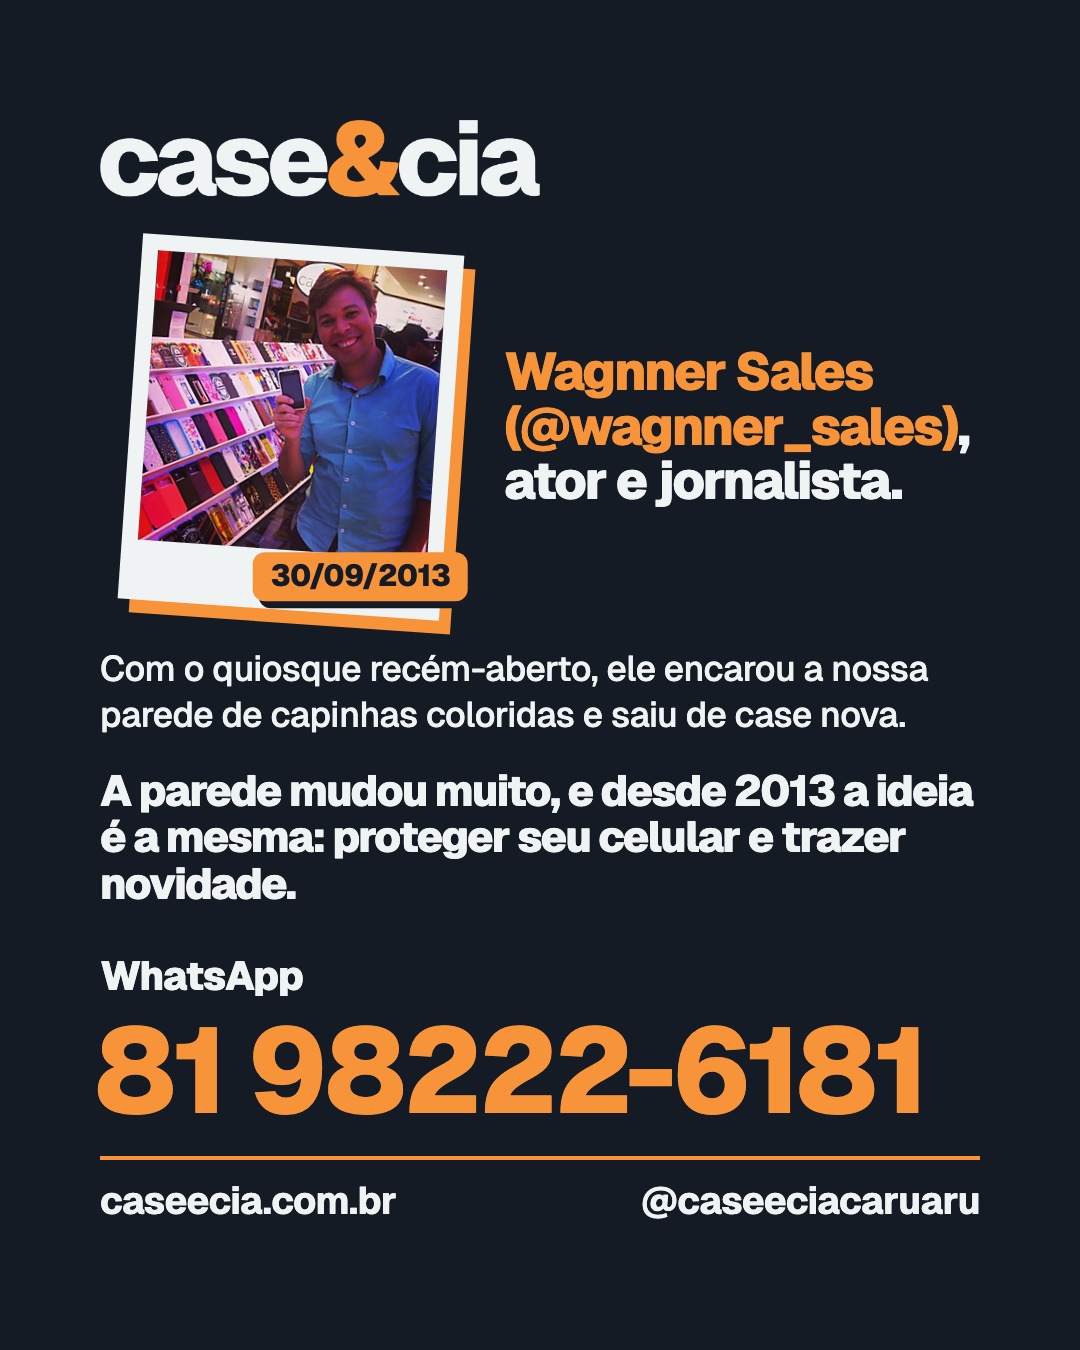 case&cia
Wagnner Sales
(@wagnner_sales),
ator e jornalista.
30/09/2013
Com o quiosque recém-aberto, ele encarou a nossa
parede de capinhas coloridas e saiu de case nova.
A parede mudou muito, e desde 2013 a ideia
é a mesma: proteger seu celular e trazer
novidade.
WhatsApp
81 98222-6181
caseecia.com.br
@caseeciacaruaru